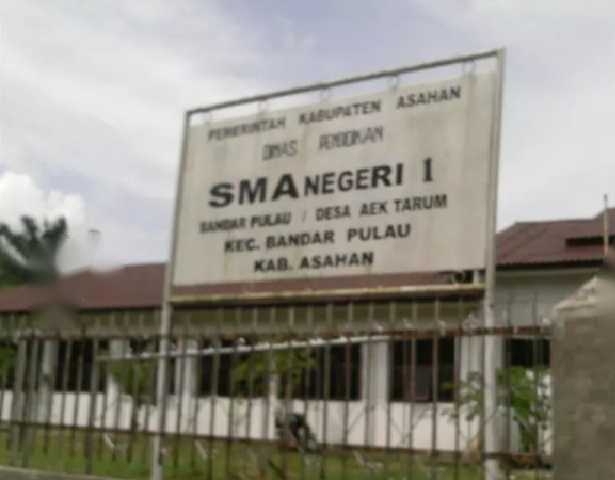 PEMERINTAH KABUPATEN ASAHAN
DINAS PENDIDIKAN
SMA NEGERI 1
BANDAR PULAU / DESA AEK TARUM
KEC. BANDAR PULAU
KAB. ASAHAN